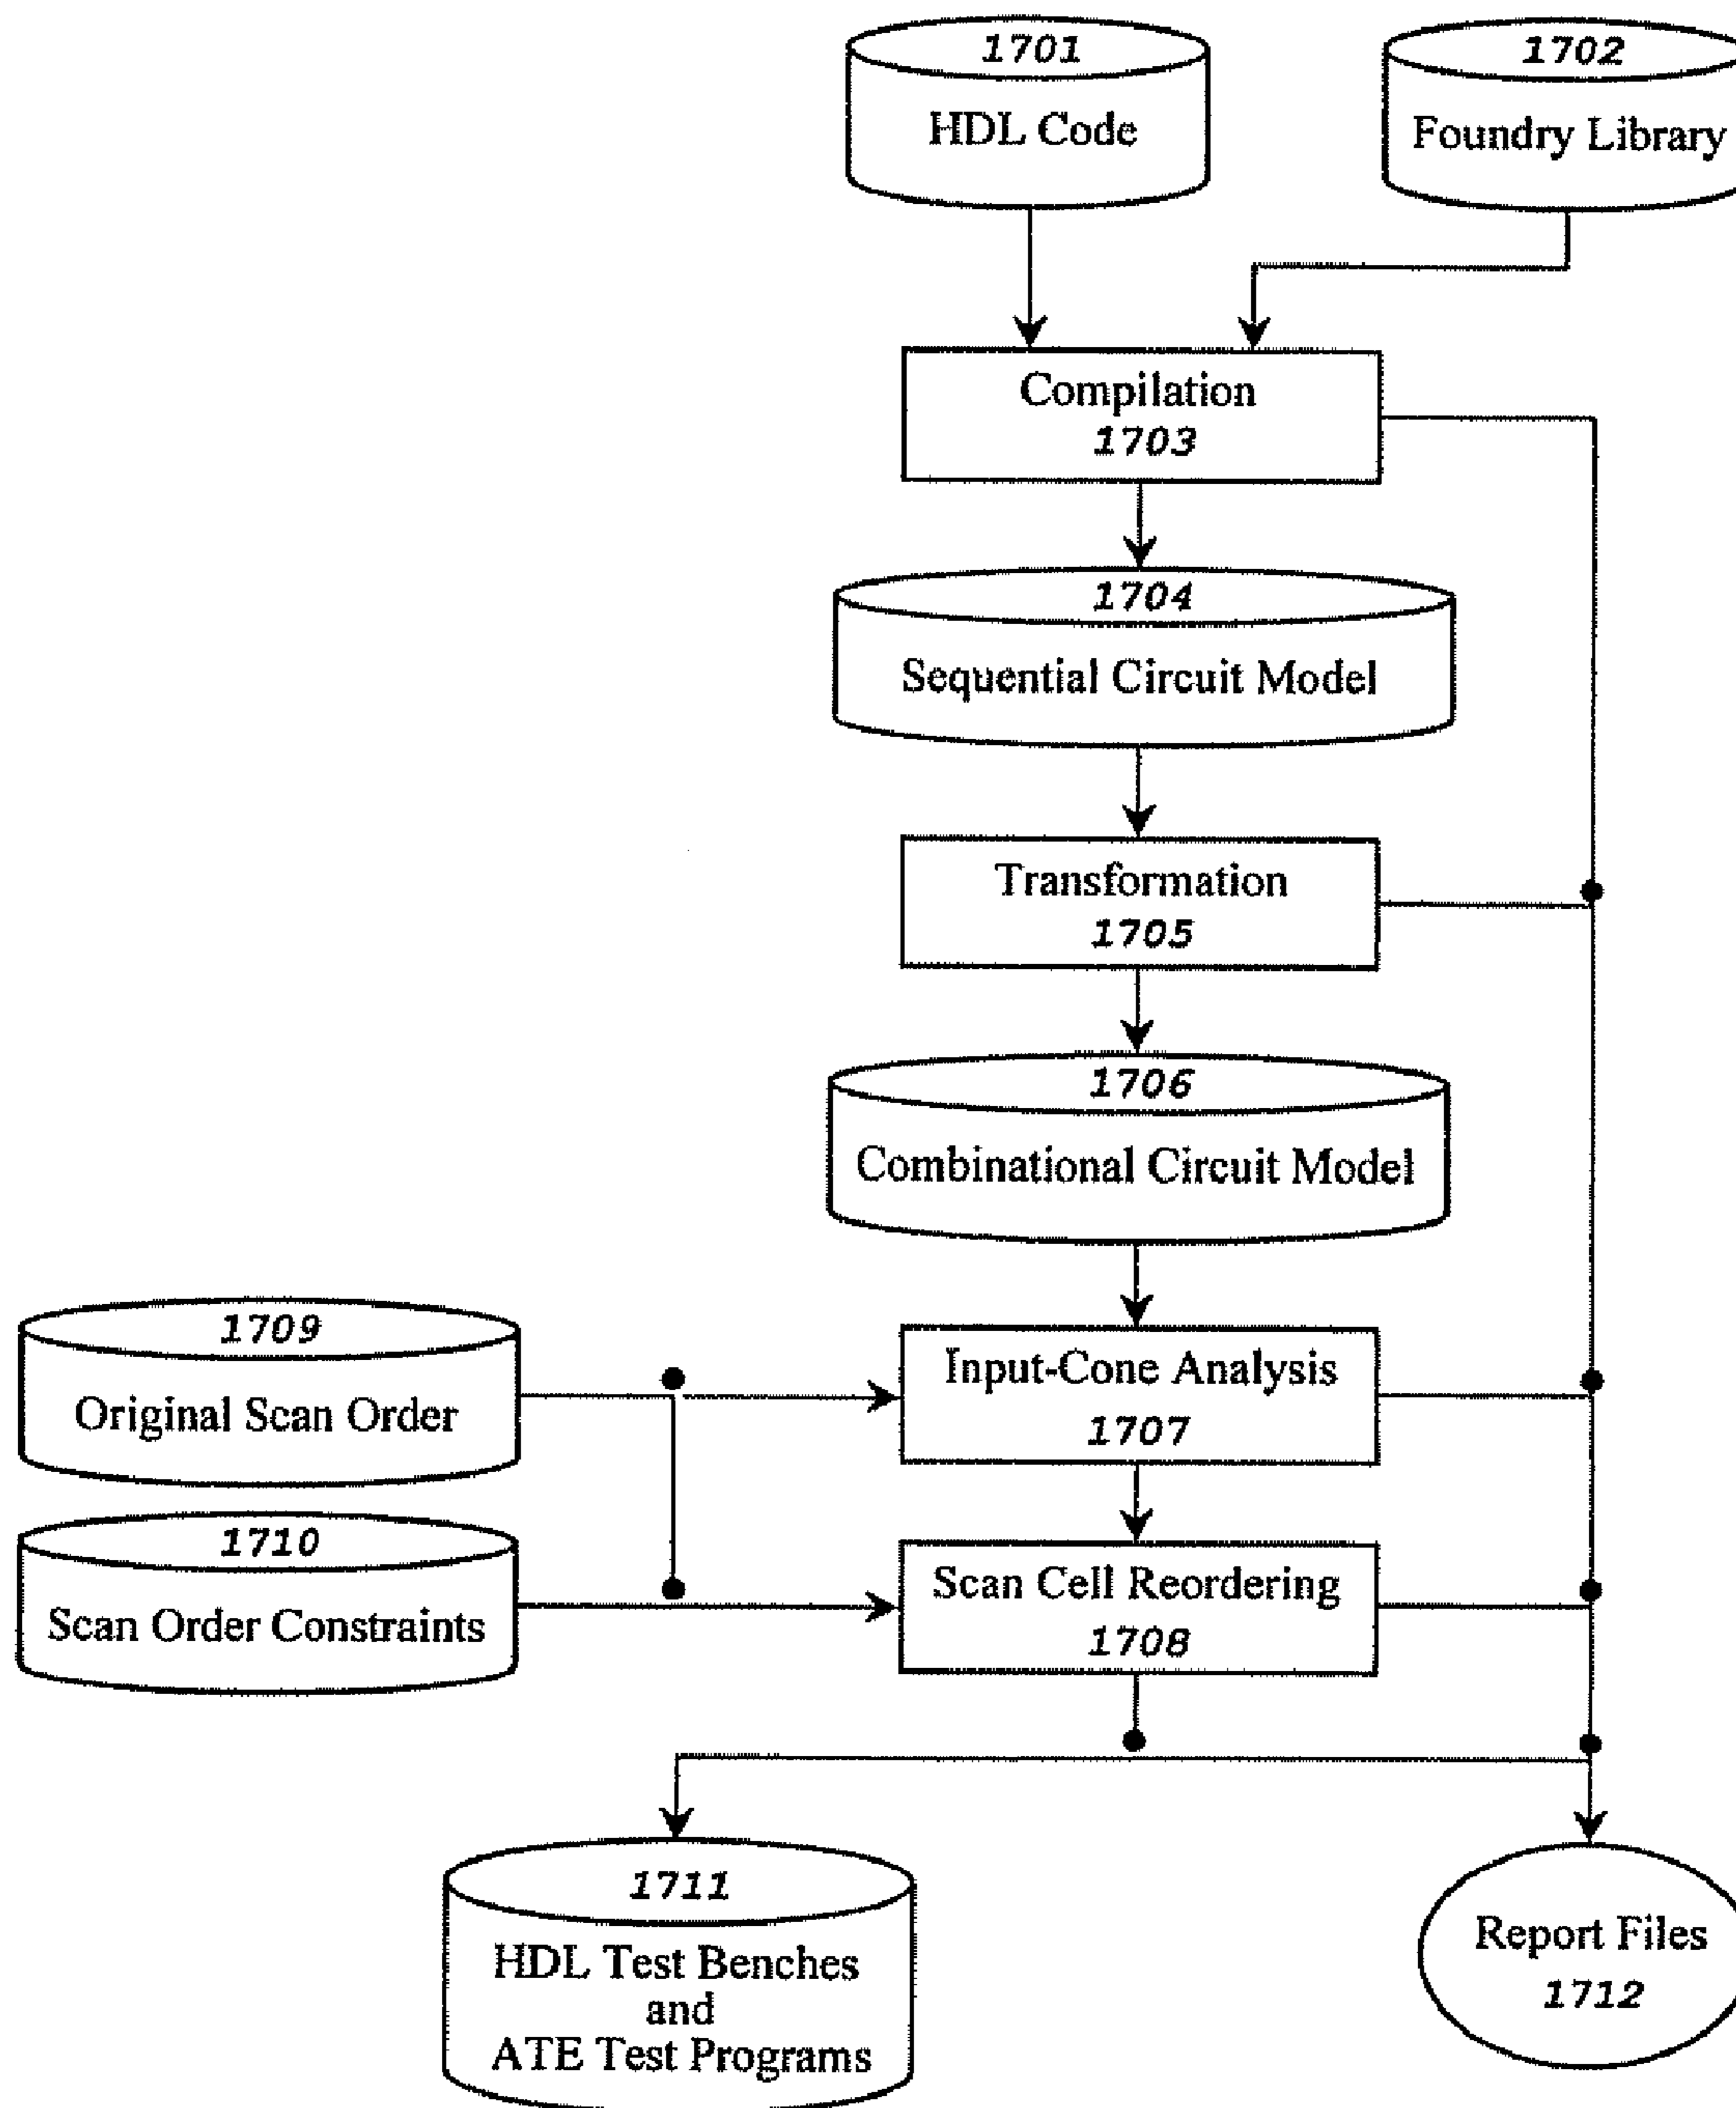 1701
HDL Code
1702
Foundry Library
Compilation
1703
1704
Sequential Circuit Model
Transformation
1705
1706
Combinational Circuit Model
1709
Original Scan Order
Input-Cone Analysis
1707
1710
Scan Order Constraints
Scan Cell Reordering
1708
1711
HDL Test Benches
and
ATE Test Programs
Report Files
1712